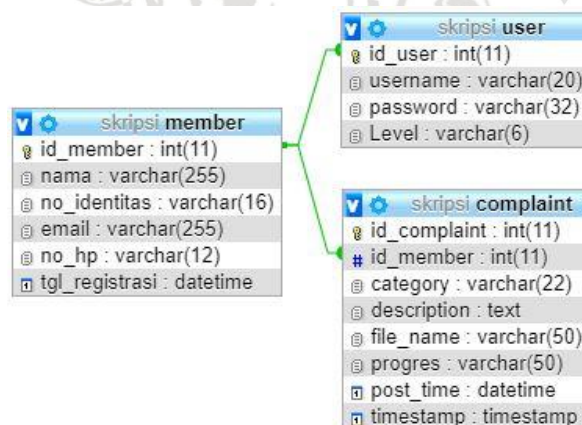 skripsi member
id_member : int(11)
nama : varchar(255)
no_identitas : varchar(16)
email : varchar(255)
no_hp : varchar(12)
tgl_registrasi : datetime
skripsi user
id_user : int(11)
username : varchar(20)
password : varchar(32)
Level : varchar(6)
skripsi complaint
id_complaint : int(11)
# id_member : int(11)
category : varchar(22)
description : text
file_name : varchar(50)
progres : varchar(50)
post_time : datetime
timestamp : timestamp